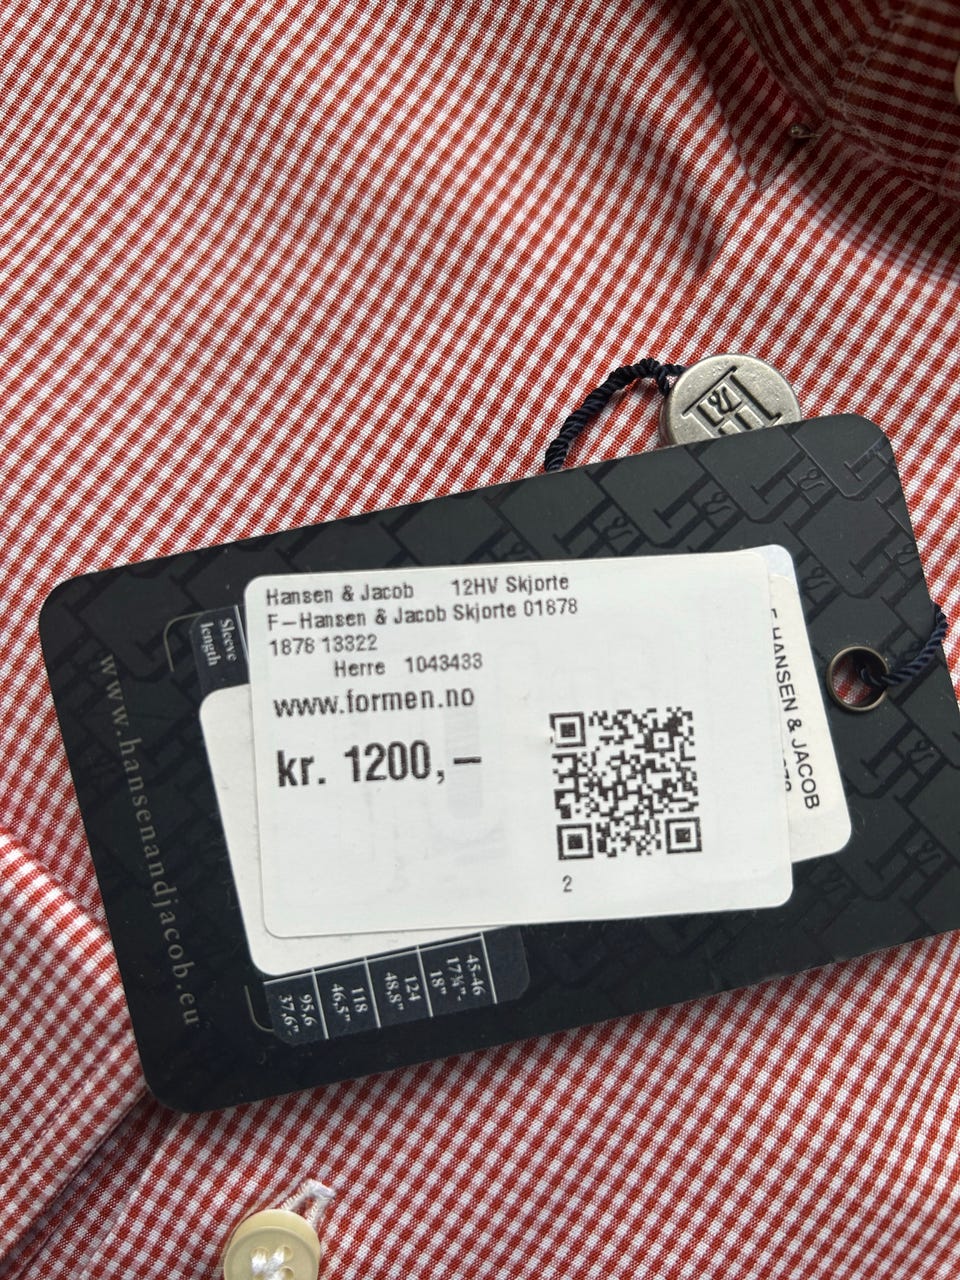 Hansen & Jacob 12HV Skjorte
F-Hansen & Jacob Skjorte 01878
1878 13322
Herre 1043433
www.formen.no
kr. 1200,-
2
HANSEN & JACOB
www.hansenandjacob.eu
Sleeve
length
45-46
17¾"-
18"
124
48,8"
118
46,5"
95,6
37,6"